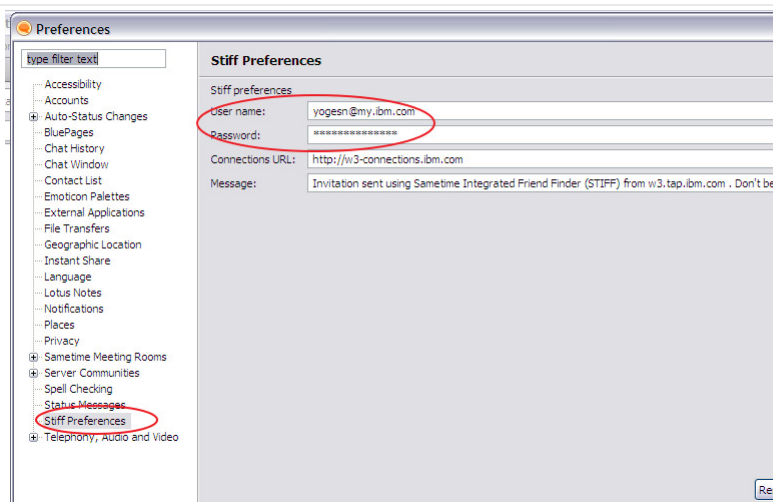 Preferences
type filter text
Accessibility
Accounts
Auto-Status Changes
BluePages
Chat History
Chat Window
Contact List
Emoticon Palettes
External Applications
File Transfers
Geographic Location
Instant Share
Language
Lotus Notes
Notifications
Places
Privacy
Sametime Meeting Rooms
Server Communities
Spell Checking
Status Messages
Stiff Preferences
Telephony, Audio and Video
Stiff Preferences
Stiff preferences
User name: yogesn@my.ibm.com
Password: **************
Connections URL: http://w3-connections.ibm.com
Message: Invitation sent using Sametime Integrated Friend Finder (STIFF) from w3.tap.ibm.com . Don't be
Re